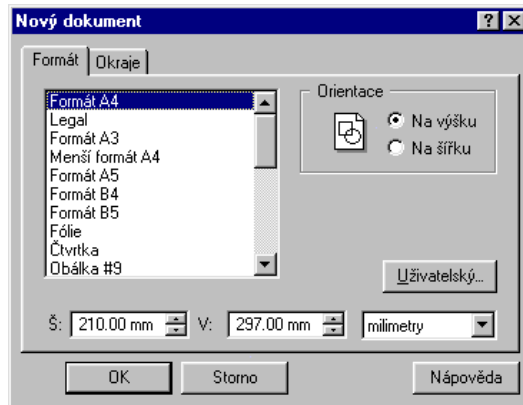 Nový dokument
Formát
Okraje
Formát A4
Legal
Formát A3
Menší formát A4
Formát A5
Formát B4
Formát B5
Fólie
Čtvrtka
Obálka #9
Orientace
Na výšku
Na šířku
Uživatelský...
Š: 210.00 mm V: 297.00 mm milimetry
OK Storno Nápověda